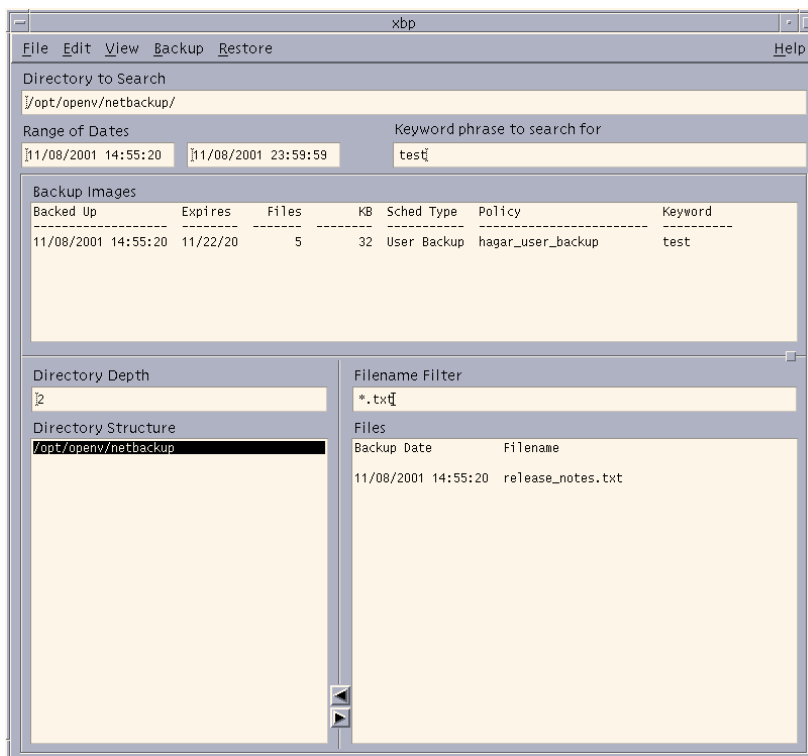 xbp
File Edit View Backup Restore Help
Directory to Search
/opt/openv/netbackup/
Range of Dates Keyword phrase to search for
11/08/2001 14:55:20 11/08/2001 23:59:59 test
Backup Images
Backed Up Expires Files KB Sched Type Policy Keyword
------------------- -------- ------- -------- ----------- ------------------------ ----------
11/08/2001 14:55:20 11/22/20 5 32 User Backup hagar_user_backup test
Directory Depth Filename Filter
2 *.txt
Directory Structure Files
/opt/openv/netbackup Backup Date Filename
11/08/2001 14:55:20 release_notes.txt